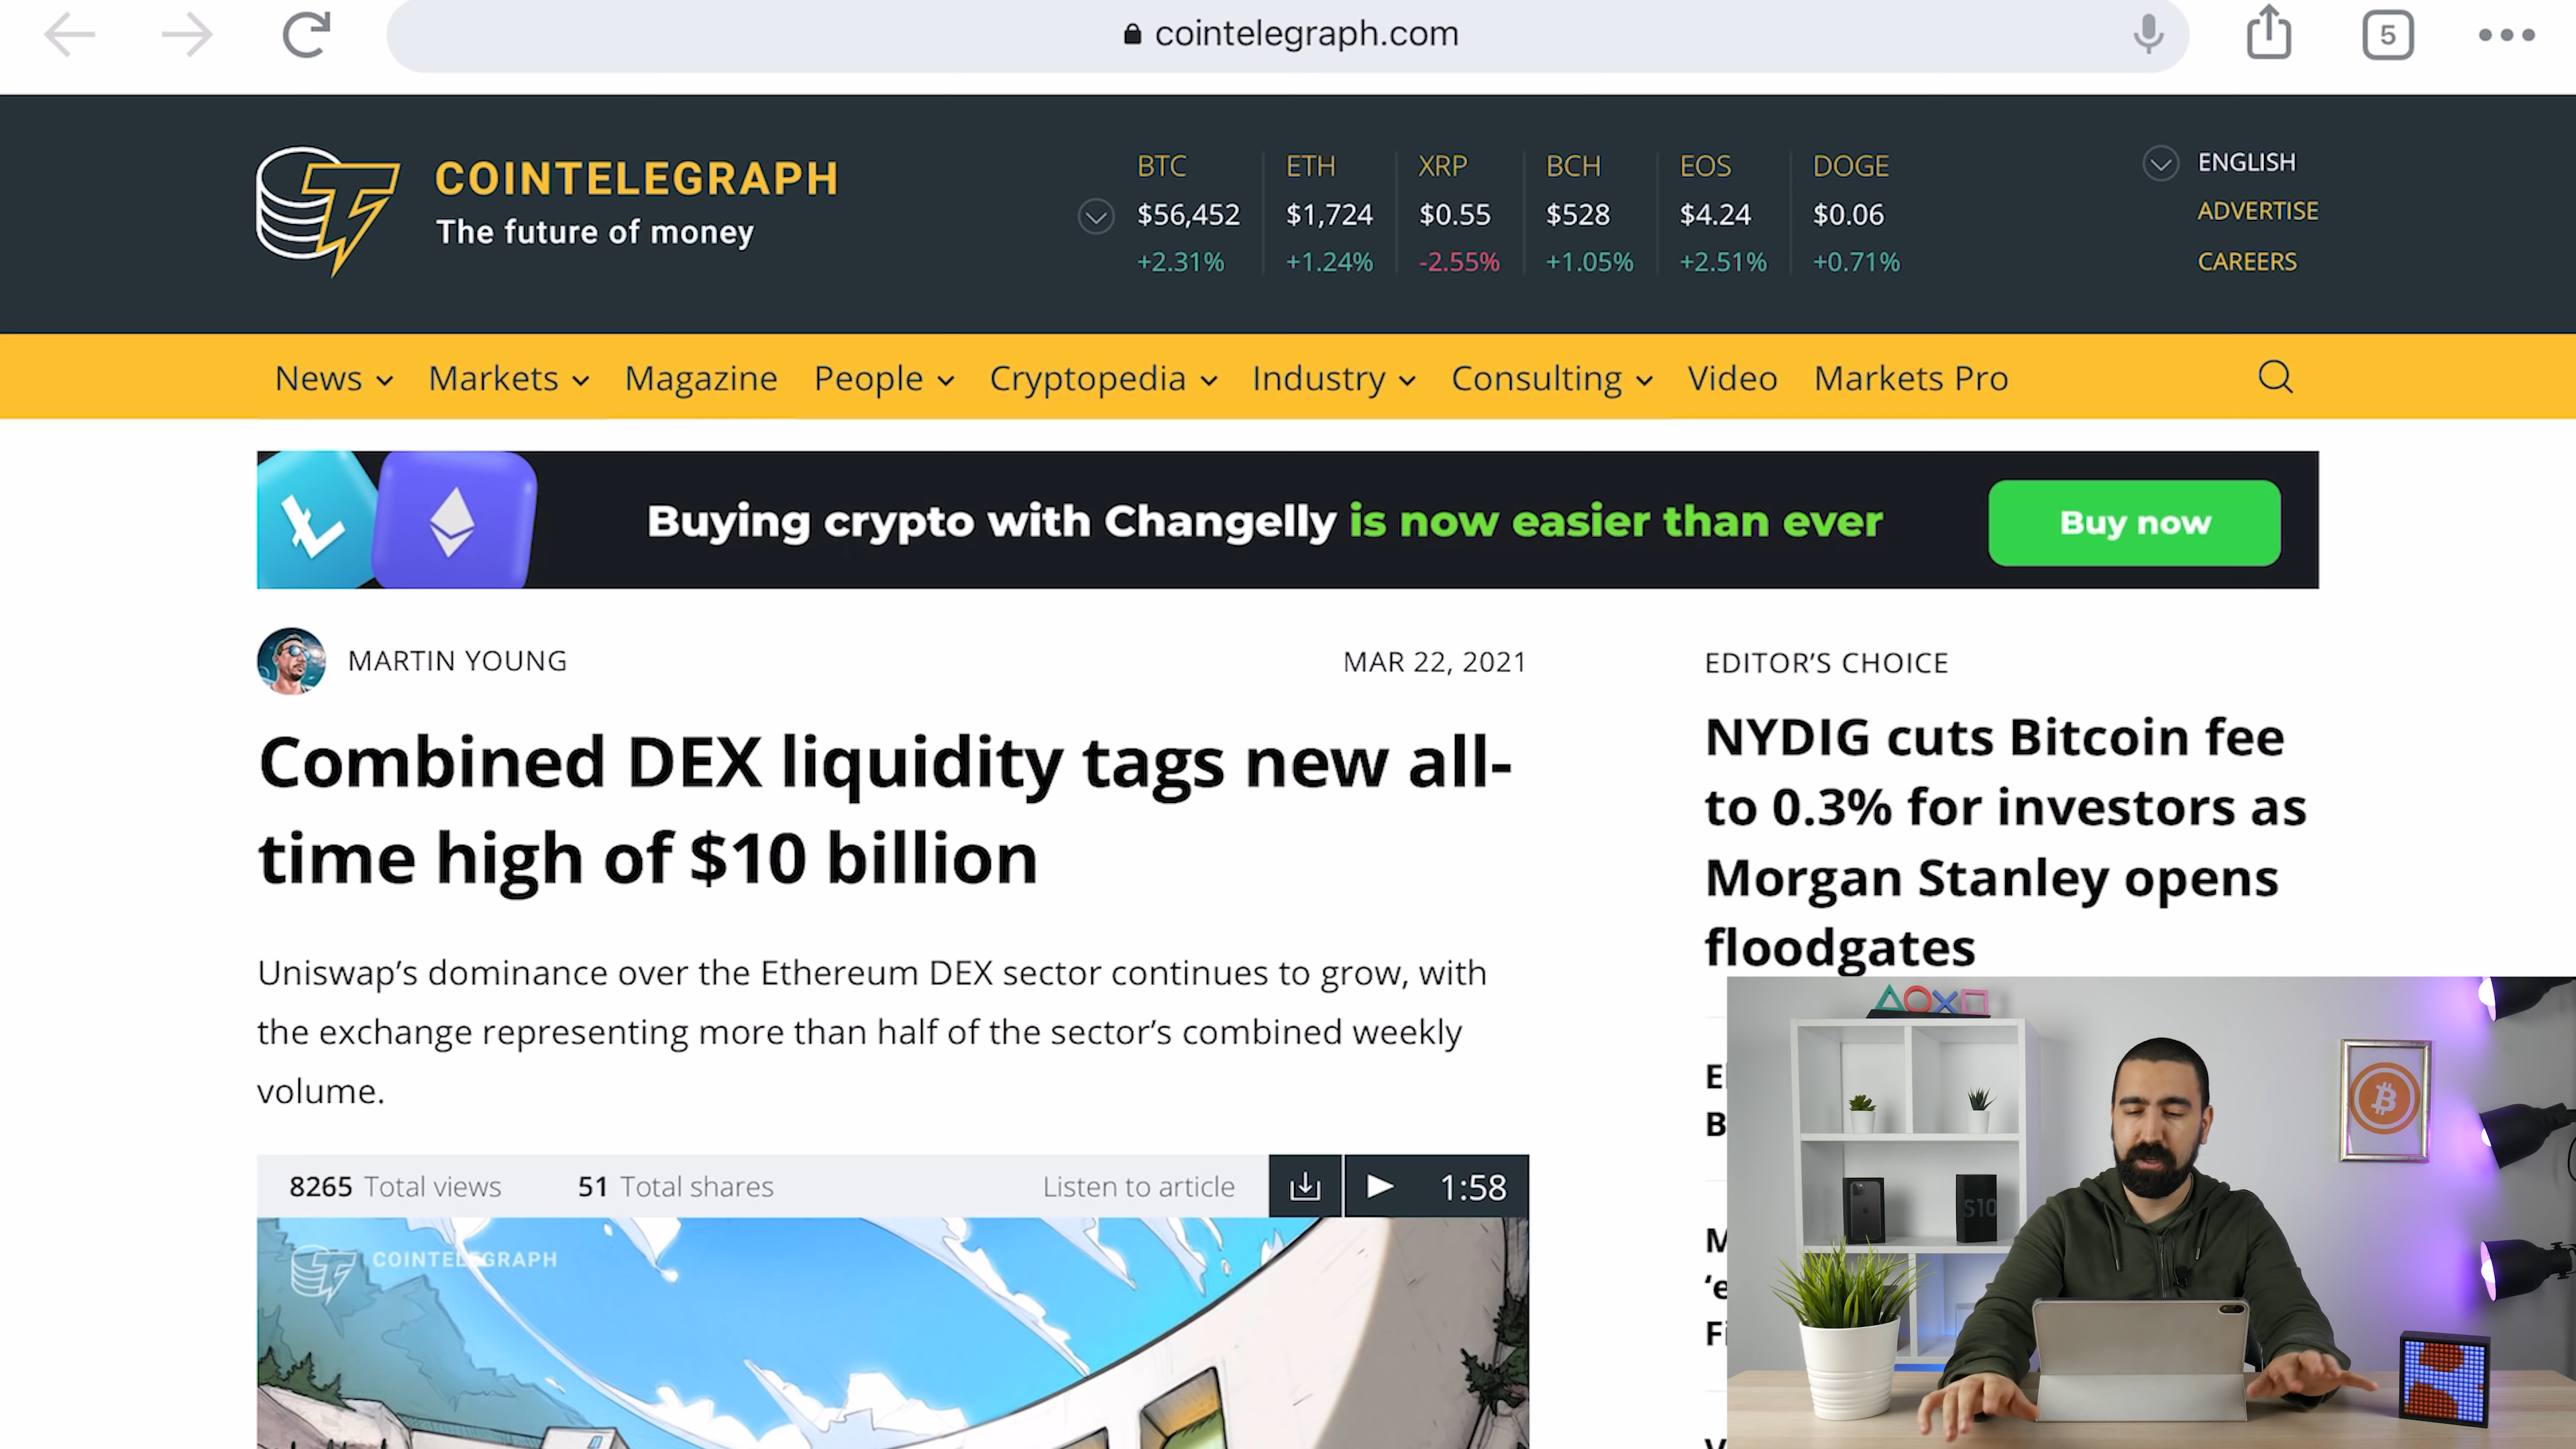 cointelegraph.com
5
COINTELEGRAPH
The future of money
BTC ETH XRP BCH EOS DOGE
$56,452 $1,724 $0.55 $528 $4.24 $0.06
+2.31% +1.24% -2.55% +1.05% +2.51% +0.71%
ENGLISH
ADVERTISE
CAREERS
News Markets Magazine People Cryptopedia Industry Consulting Video Markets Pro
Buying crypto with Changelly is now easier than ever
Buy now
MARTIN YOUNG
MAR 22, 2021
Combined DEX liquidity tags new all-
time high of $10 billion
Uniswap’s dominance over the Ethereum DEX sector continues to grow, with
the exchange representing more than half of the sector’s combined weekly
volume.
8265 Total views 51 Total shares Listen to article 1:58
COINTELEGRAPH
EDITOR’S CHOICE
NYDIG cuts Bitcoin fee
to 0.3% for investors as
Morgan Stanley opens
floodgates
S10